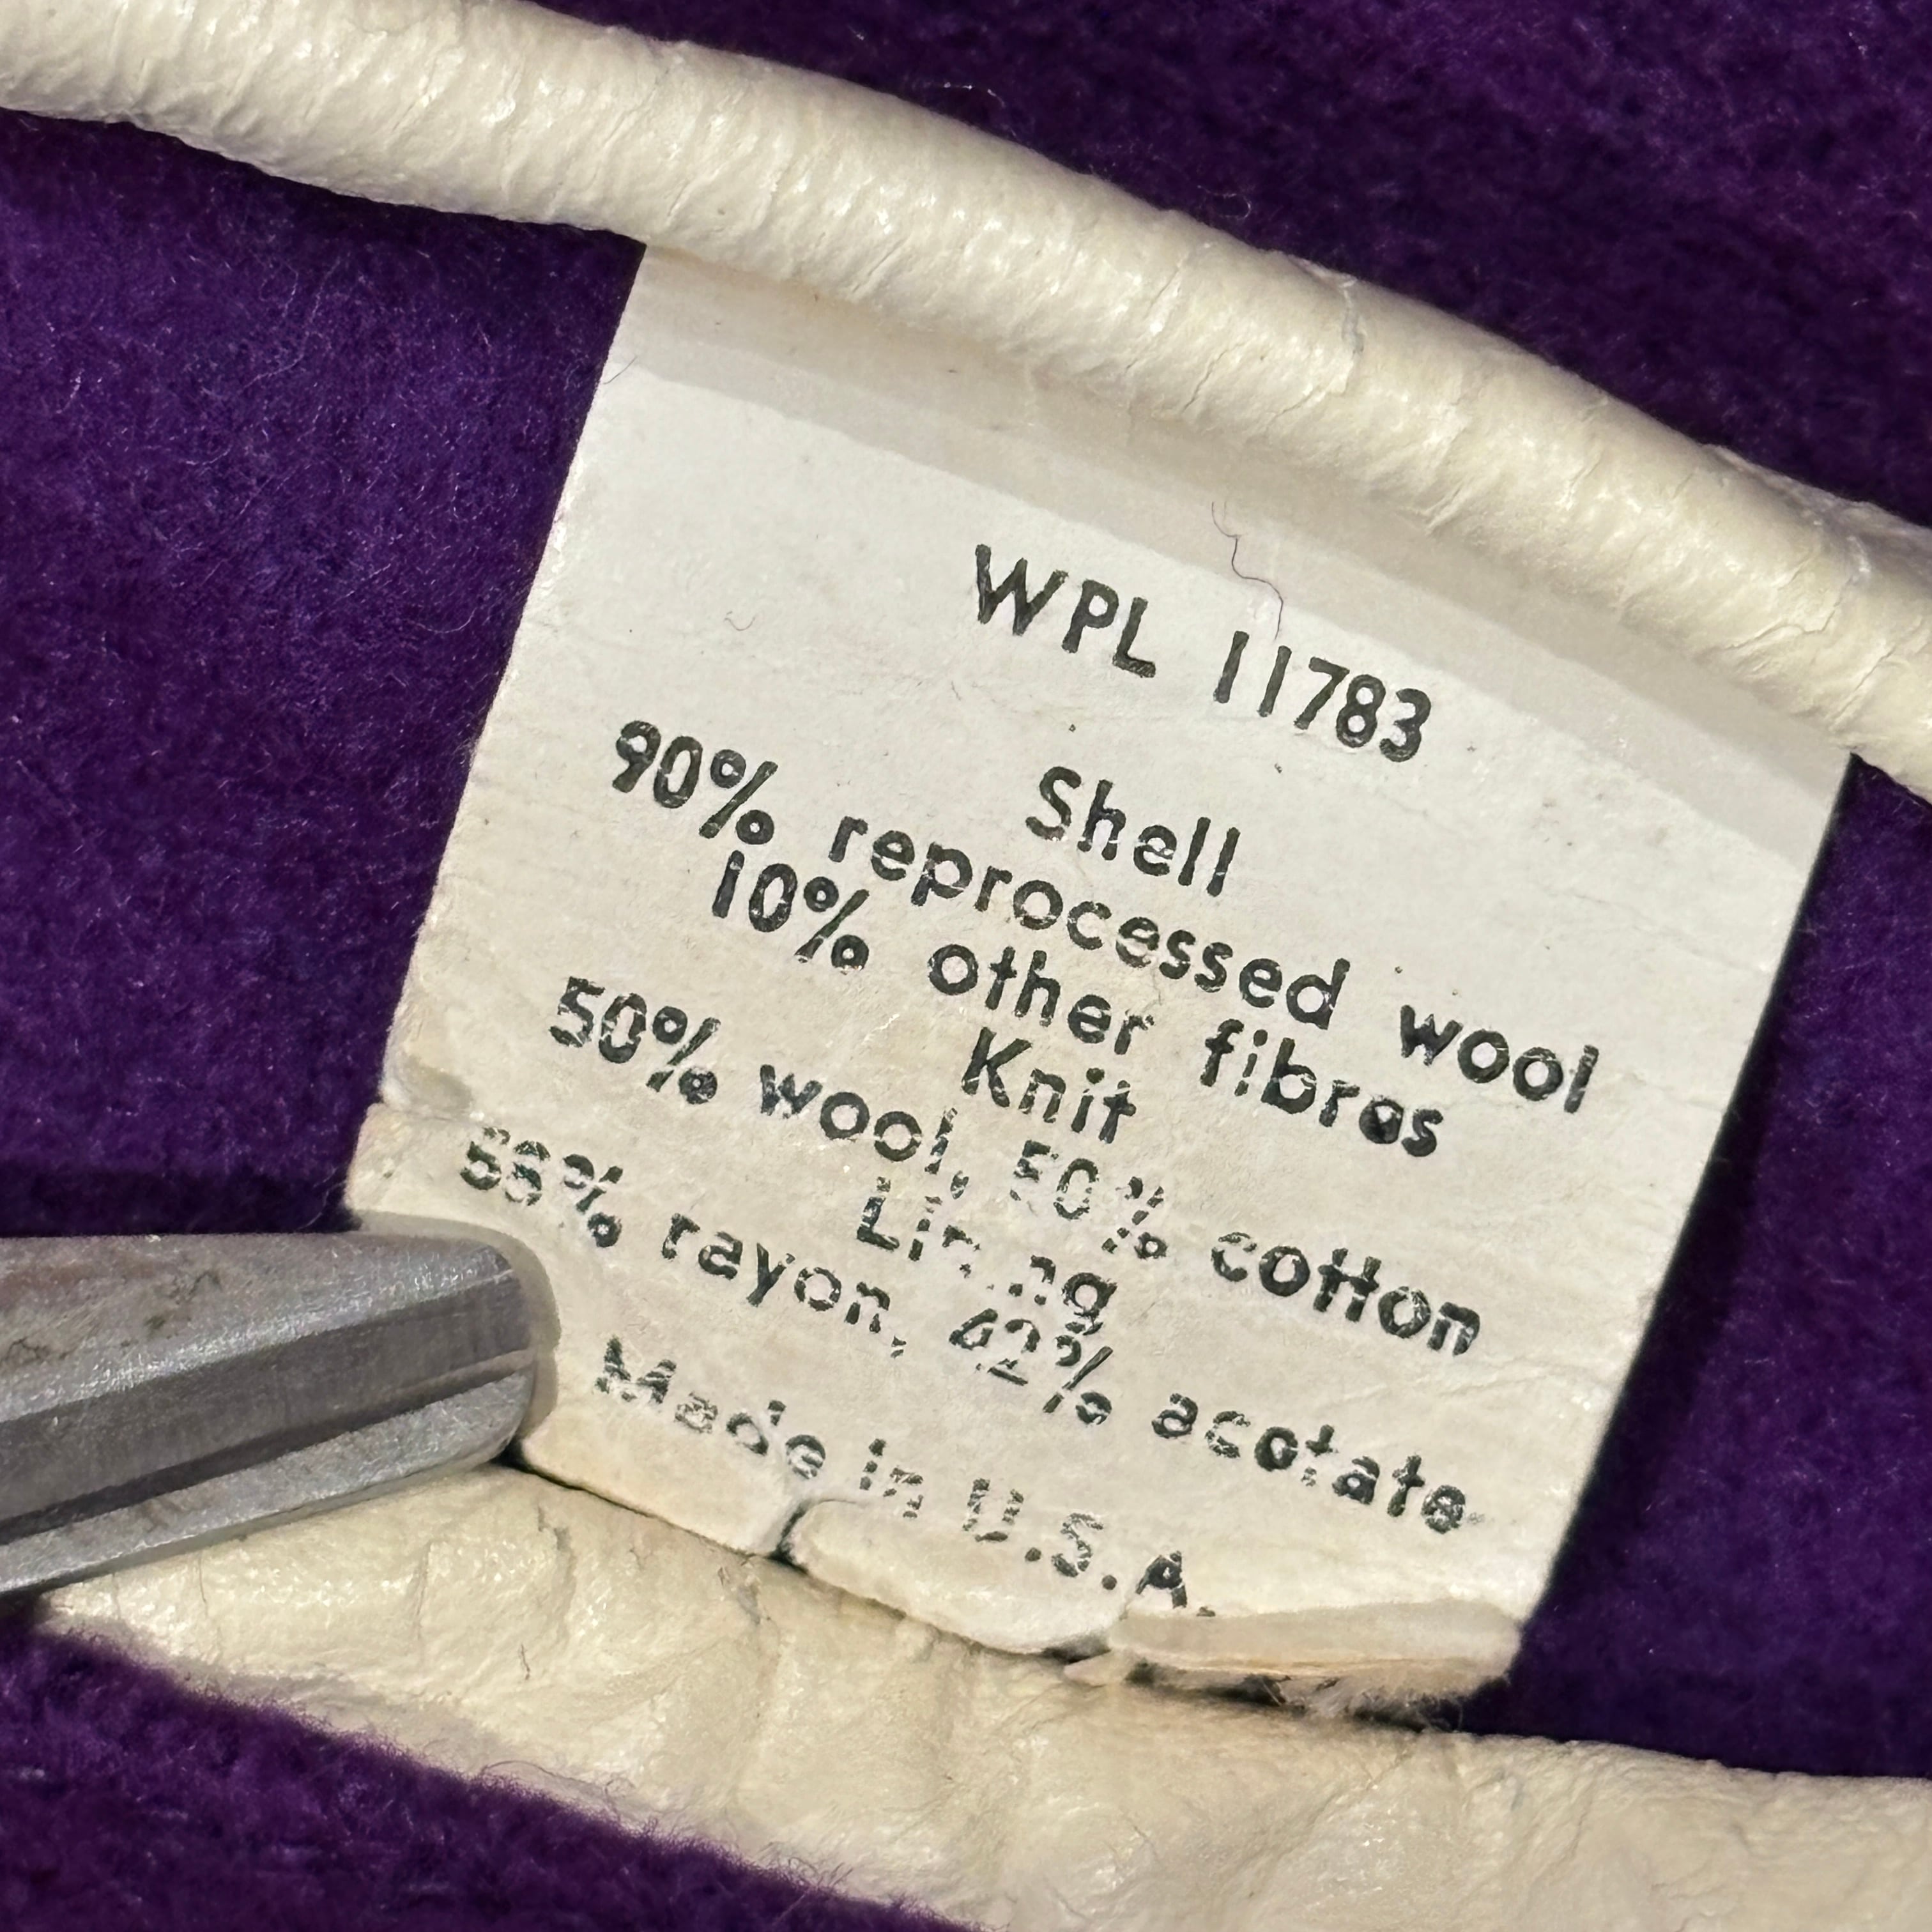 WPL 11783
Shell
90% reprocessed wool
10% other fibres
Knit
50% wool, 50% cotton
Lining
58% rayon, 42% acetate
Made in U.S.A.